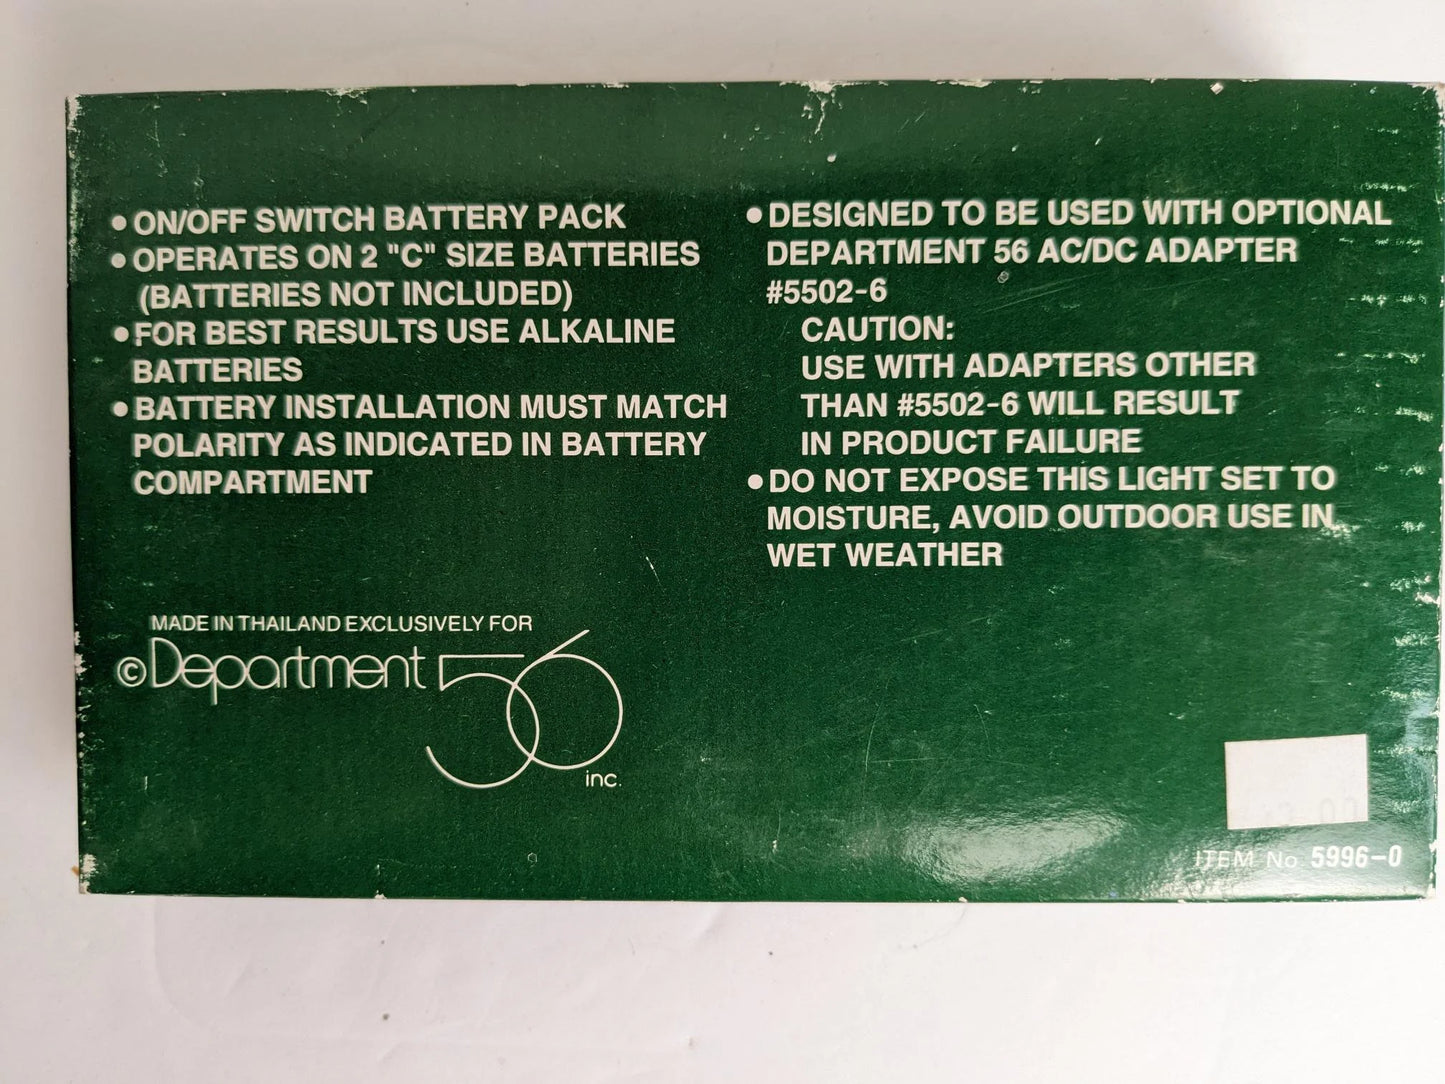 • ON/OFF SWITCH BATTERY PACK
• OPERATES ON 2 "C" SIZE BATTERIES
(BATTERIES NOT INCLUDED)
• FOR BEST RESULTS USE ALKALINE
BATTERIES
• BATTERY INSTALLATION MUST MATCH
POLARITY AS INDICATED IN BATTERY
COMPARTMENT
• DESIGNED TO BE USED WITH OPTIONAL
DEPARTMENT 56 AC/DC ADAPTER
#5502-6
CAUTION:
USE WITH ADAPTERS OTHER
THAN #5502-6 WILL RESULT
IN PRODUCT FAILURE
• DO NOT EXPOSE THIS LIGHT SET TO
MOISTURE, AVOID OUTDOOR USE IN
WET WEATHER
MADE IN THAILAND EXCLUSIVELY FOR
© Department 56
inc.
ITEM No. 5996-0